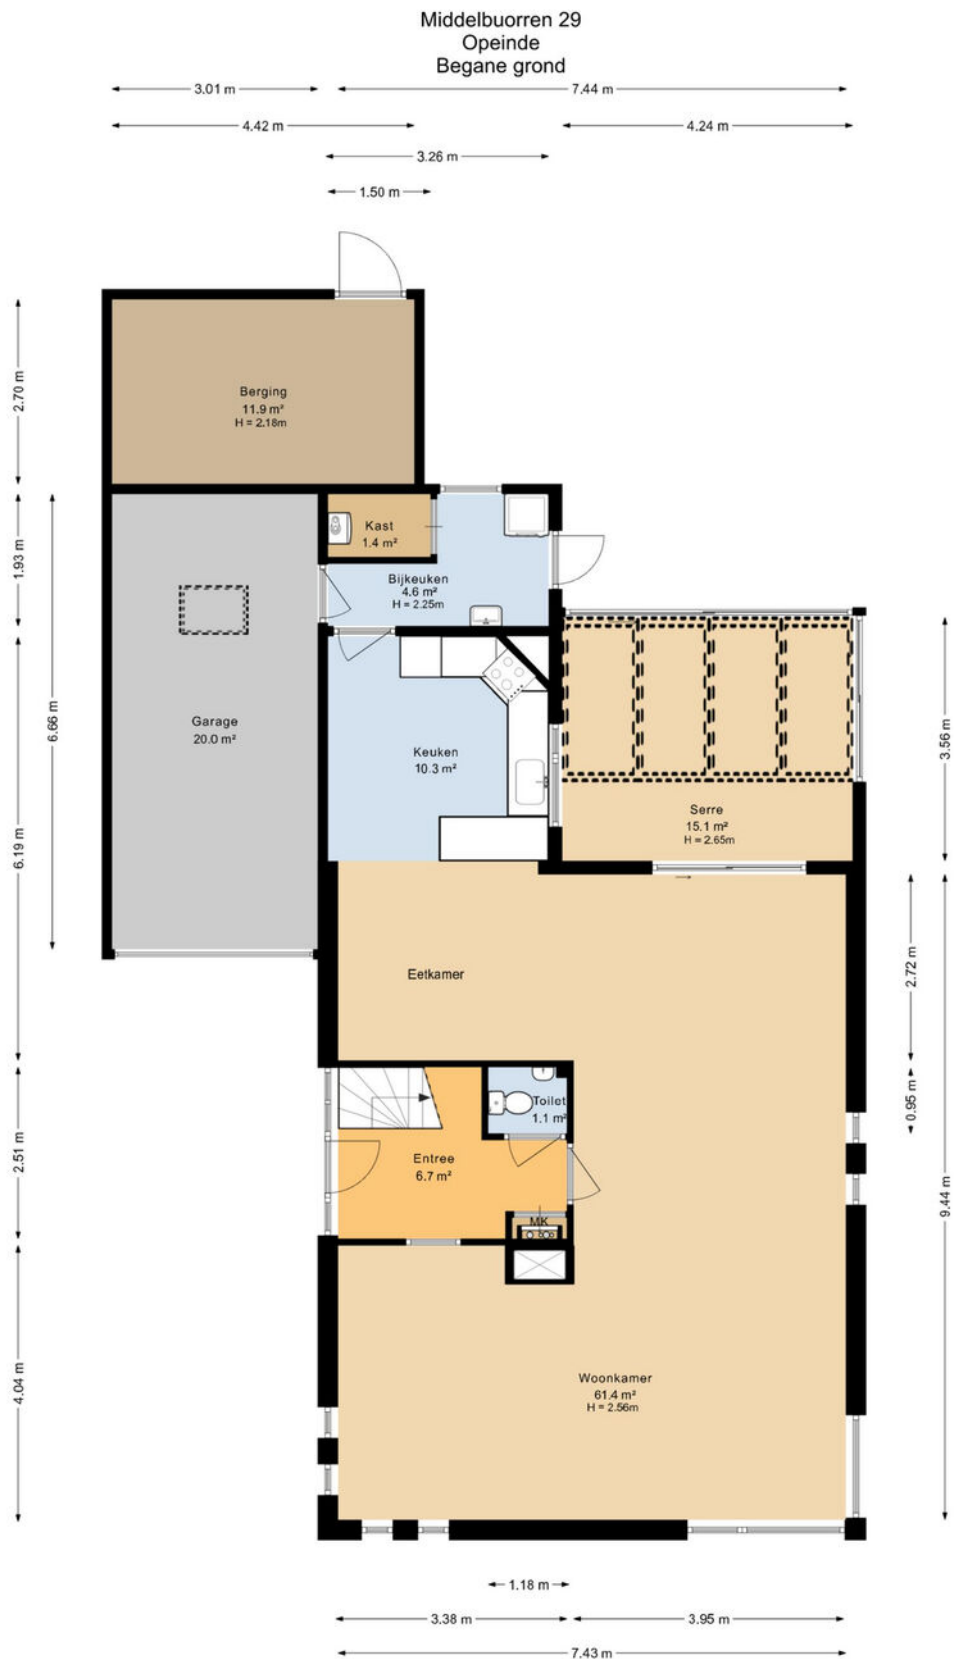 Middelbuorren 29
Opeinde
Begane grond
3.01 m
7.44 m
4.42 m
4.24 m
3.26 m
1.50 m
2.70 m
Berging
11.9 m²
H = 2.18m
1.93 m
6.66 m
Kast
1.4 m²
Bijkeuken
4.6 m²
H = 2.25m
Garage
20.0 m²
Keuken
10.3 m²
3.56 m
Serre
15.1 m²
H = 2.65m
6.19 m
Eetkamer
2.72 m
0.95 m
Toilet
1.1 m²
2.51 m
Entree
6.7 m²
9.44 m
MK
4.04 m
Woonkamer
61.4 m²
H = 2.56m
1.18 m
3.38 m
3.95 m
7.43 m